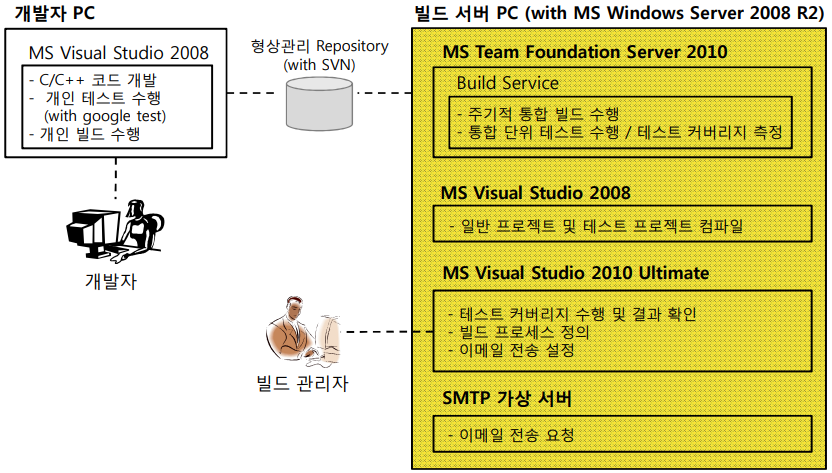 개발자 PC
MS Visual Studio 2008
- C/C++ 코드 개발
- 개인 테스트 수행
(with google test)
- 개인 빌드 수행
개발자
형상관리 Repository
(with SVN)
빌드 관리자
빌드 서버 PC (with MS Windows Server 2008 R2)
MS Team Foundation Server 2010
Build Service
- 주기적 통합 빌드 수행
- 통합 단위 테스트 수행 / 테스트 커버리지 측정
MS Visual Studio 2008
- 일반 프로젝트 및 테스트 프로젝트 컴파일
MS Visual Studio 2010 Ultimate
- 테스트 커버리지 수행 및 결과 확인
- 빌드 프로세스 정의
- 이메일 전송 설정
SMTP 가상 서버
- 이메일 전송 요청